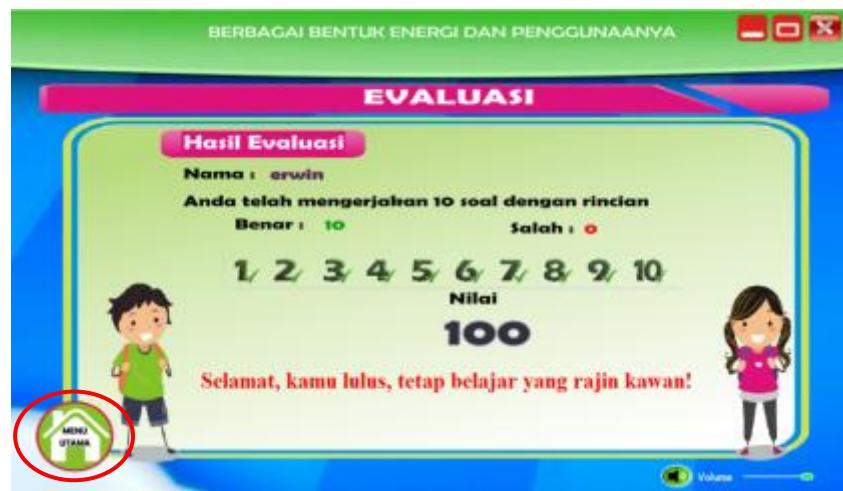 BERBAGAI BENTUK ENERGI DAN PENGGUNAANYA
EVALUASI
Hasil Evaluasi
Nama : erwin
Anda telah mengerjakan 10 soal dengan rincian
Benar : 10 Salah : 0
1 2 3 4 5 6 7 8 9 10
Nilai
100
Selamat, kamu lulus, tetap belajar yang rajin kawan!
MENU
UTAMA
Volume